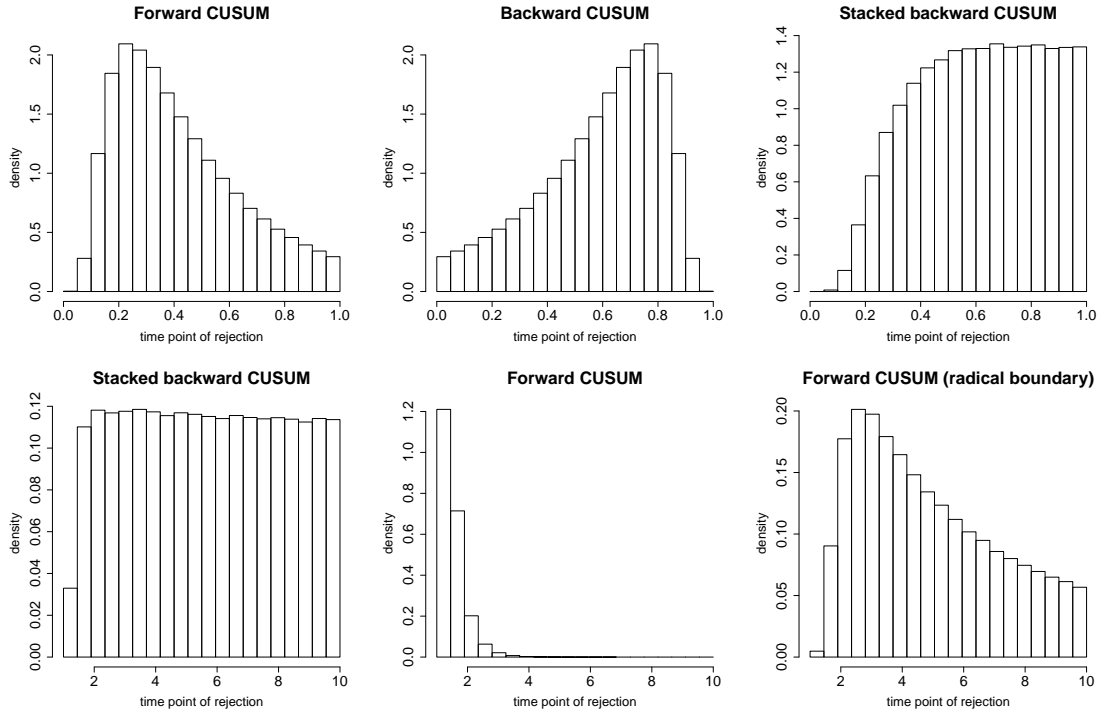 Forward CUSUM
density
0.0 0.5 1.0 1.5 2.0
0.0 0.2 0.4 0.6 0.8 1.0
time point of rejection
Backward CUSUM
density
0.0 0.5 1.0 1.5 2.0
0.0 0.2 0.4 0.6 0.8 1.0
time point of rejection
Stacked backward CUSUM
density
0.0 0.2 0.4 0.6 0.8 1.0 1.2 1.4
0.0 0.2 0.4 0.6 0.8 1.0
time point of rejection
Stacked backward CUSUM
density
0.00 0.02 0.04 0.06 0.08 0.10 0.12
2 4 6 8 10
time point of rejection
Forward CUSUM
density
0.0 0.2 0.4 0.6 0.8 1.0 1.2
2 4 6 8 10
time point of rejection
Forward CUSUM (radical boundary)
density
0.00 0.05 0.10 0.15 0.20
2 4 6 8 10
time point of rejection